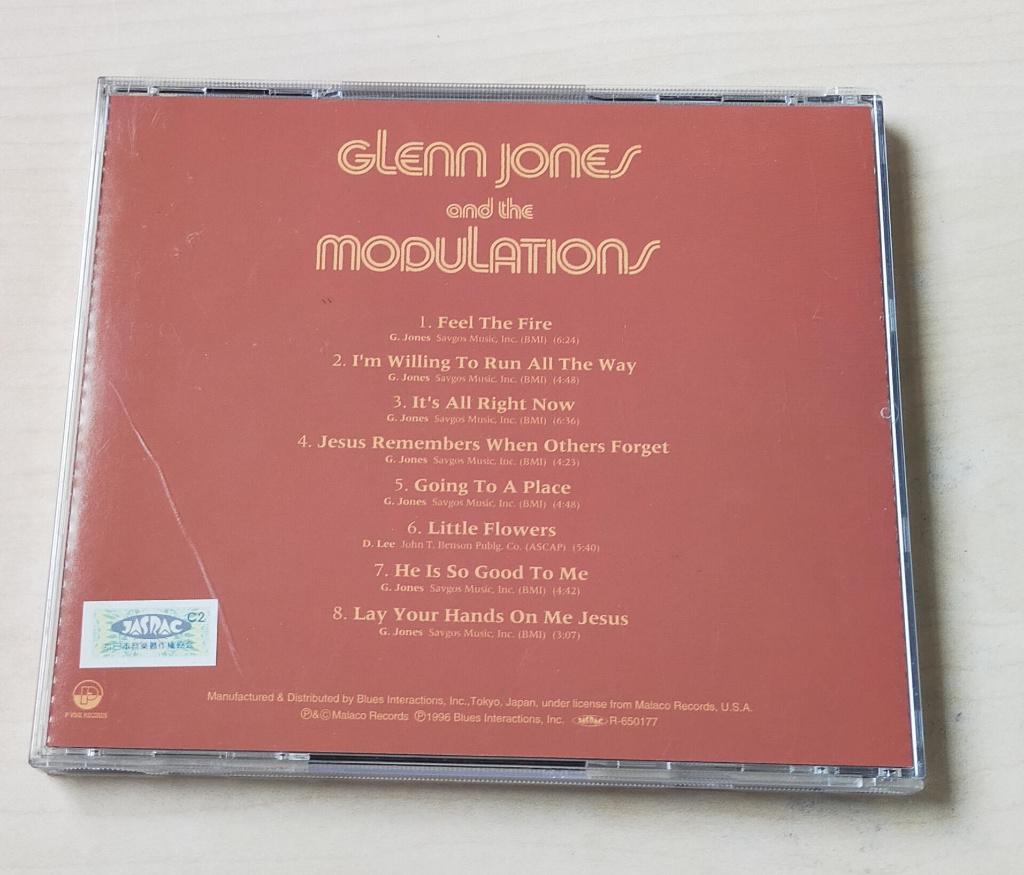 GLENN JONES
and the
MODULATIONS
1. Feel The Fire
G. Jones Savgos Music, Inc. (BMI) (6:24)
2. I'm Willing To Run All The Way
G. Jones Savgos Music, Inc. (BMI) (4:48)
3. It's All Right Now
G. Jones Savgos Music, Inc. (BMI) (6:36)
4. Jesus Remembers When Others Forget
G. Jones Savgos Music, Inc. (BMI) (4:23)
5. Going To A Place
G. Jones Savgos Music, Inc. (BMI) (4:48)
6. Little Flowers
D. Lee John T. Benson Publg. Co. (ASCAP) (5:40)
7. He Is So Good To Me
G. Jones Savgos Music, Inc. (BMI) (4:42)
8. Lay Your Hands On Me Jesus
G. Jones Savgos Music, Inc. (BMI) (3:07)
C2
JASRAC
P-VINE RECORDS
Manufactured & Distributed by Blues Interactions, Inc.,Tokyo, Japan, under license from Malaco Records, U.S.A.
Ⓟ&ⒸMalaco Records Ⓟ1996 Blues Interactions, Inc. JASRAC R-650177